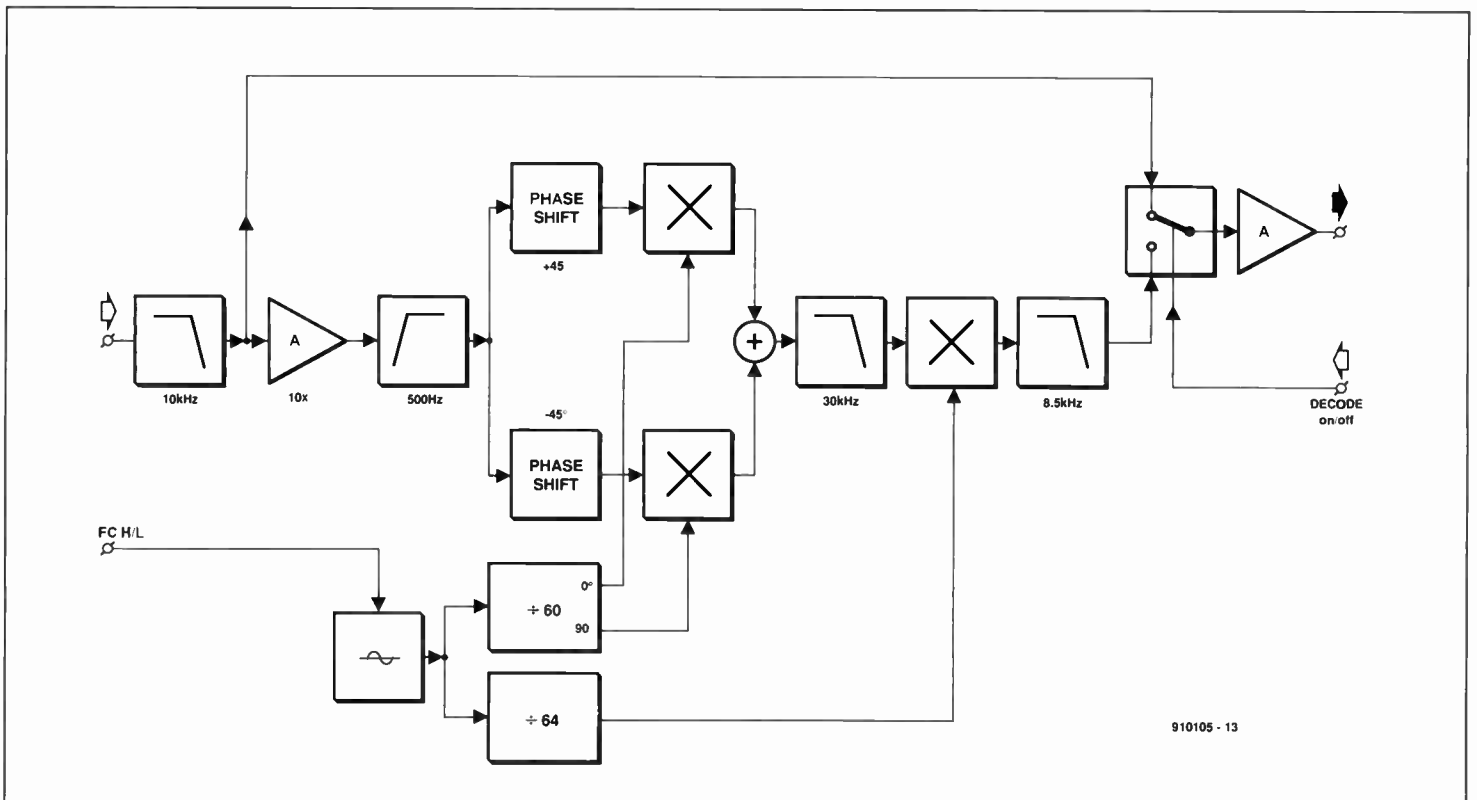 PHASE
SHIFT
+45
10kHz
A
10x
500Hz
-45°
PHASE
SHIFT
+
30kHz
8.5kHz
A
DECODE
on/off
FC H/L
÷ 60
0°
90
÷ 64
910105 - 13